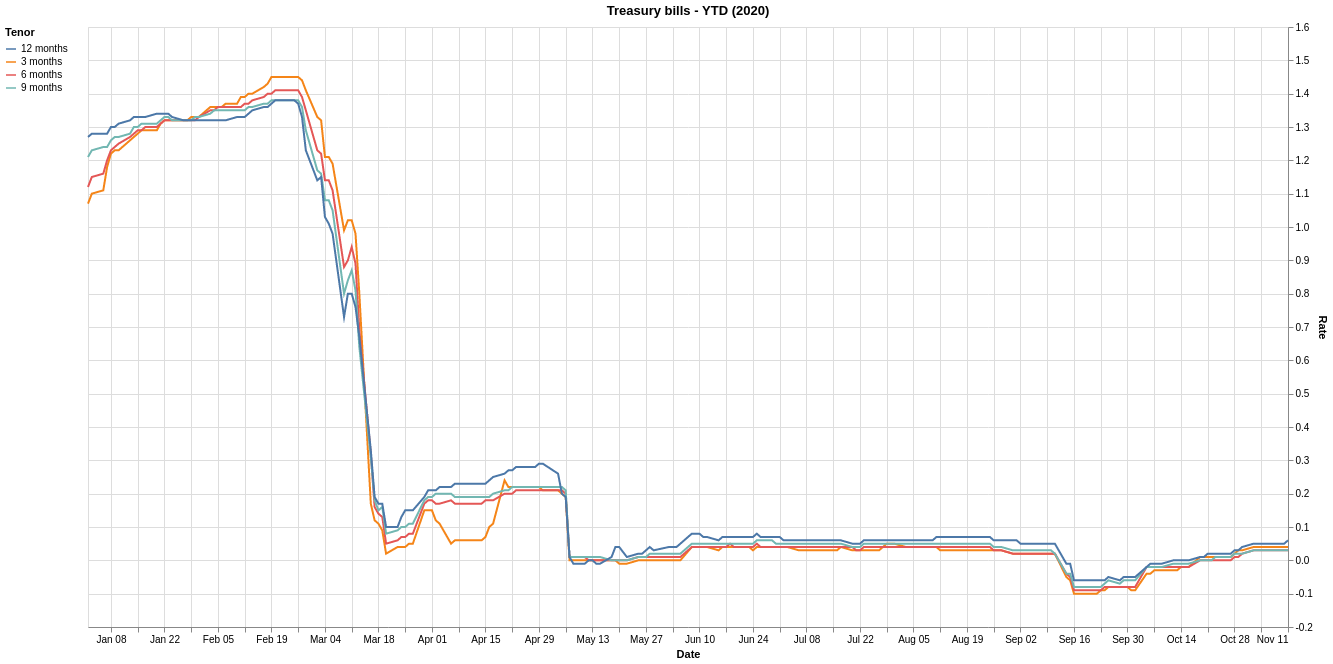 Treasury bills - YTD (2020)
Tenor
12 months
3 months
6 months
9 months
1.6
1.5
1.4
1.3
1.2
1.1
1.0
0.9
0.8
0.7
0.6
0.5
0.4
0.3
0.2
0.1
0.0
-0.1
-0.2
Rate
Jan 08 Jan 22 Feb 05 Feb 19 Mar 04 Mar 18 Apr 01 Apr 15 Apr 29 May 13 May 27 Jun 10 Jun 24 Jul 08 Jul 22 Aug 05 Aug 19 Sep 02 Sep 16 Sep 30 Oct 14 Oct 28 Nov 11
Date